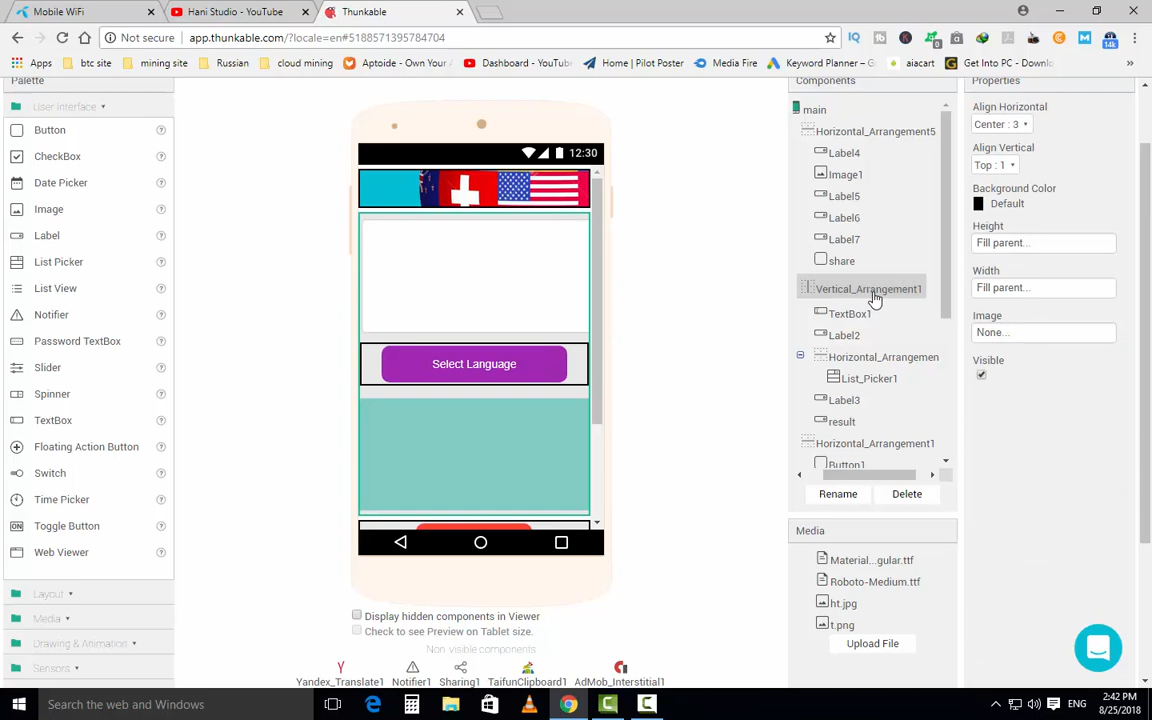 Mobile WiFi
Hani Studio - YouTube
Thunkable
Not secure
app.thunkable.com/?locale=en#5188571395784704
14k
Apps
btc site
mining site
Russian
cloud mining
Aptoide - Own Your
Dashboard - YouTube
Home | Pilot Poster
Media Fire
Keyword Planner – G
aiacart
Get Into PC - Downlo
Palette
User Interface
Button
CheckBox
Date Picker
Image
Label
List Picker
List View
Notifier
Password TextBox
Slider
Spinner
TextBox
Floating Action Button
Switch
Time Picker
ON Toggle Button
Web Viewer
Layout
Media
Drawing & Animation
Sensors
12:30
Select Language
Display hidden components in Viewer
Check to see Preview on Tablet size.
Non visible components
Yandex_Translate1
Notifier1
Sharing1
TaifunClipboard1
AdMob_Interstitial1
Components
main
Horizontal_Arrangement5
Label4
Image1
Label5
Label6
Label7
share
Vertical_Arrangement1
TextBox1
Label2
Horizontal_Arrangemen
List_Picker1
Label3
result
Horizontal_Arrangement1
Button1
Rename
Delete
Media
Material...gular.ttf
Roboto-Medium.ttf
ht.jpg
t.png
Upload File
Properties
Align Horizontal
Center : 3
Align Vertical
Top : 1
Background Color
Default
Height
Fill parent...
Width
Fill parent...
Image
None...
Visible
Search the web and Windows
ENG
2:42 PM
8/25/2018